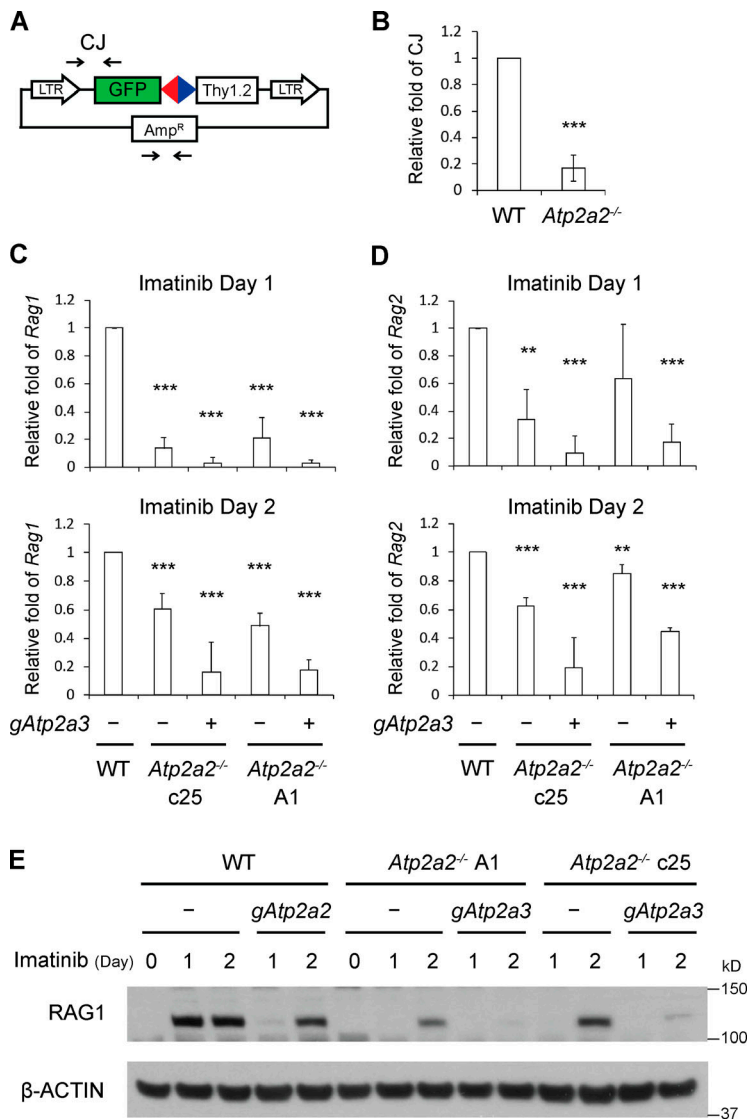 A
CJ
LTR GFP Thy1.2 LTR
Amp^R
B
Relative fold of CJ
1.2
1
0.8
0.6
0.4
0.2
0
***
WT Atp2a2-/-
C
Imatinib Day 1
Relative fold of Rag1
1.2
1
0.8
0.6
0.4
0.2
0
*** *** *** ***
Imatinib Day 2
Relative fold of Rag1
1.2
1
0.8
0.6
0.4
0.2
0
*** *** *** ***
gAtp2a3 – – + – +
WT Atp2a2-/- Atp2a2-/-
c25 A1
D
Imatinib Day 1
Relative fold of Rag2
1.2
1
0.8
0.6
0.4
0.2
0
** *** ***
Imatinib Day 2
Relative fold of Rag2
1.2
1
0.8
0.6
0.4
0.2
0
*** *** ** ***
gAtp2a3 – – + – +
WT Atp2a2-/- Atp2a2-/-
c25 A1
E
WT Atp2a2-/- A1 Atp2a2-/- c25
– gAtp2a2 – gAtp2a3 – gAtp2a3
Imatinib (Day) 0 1 2 1 2 0 1 2 1 2 1 2 1 2 kD
RAG1
150
100
β-ACTIN
37